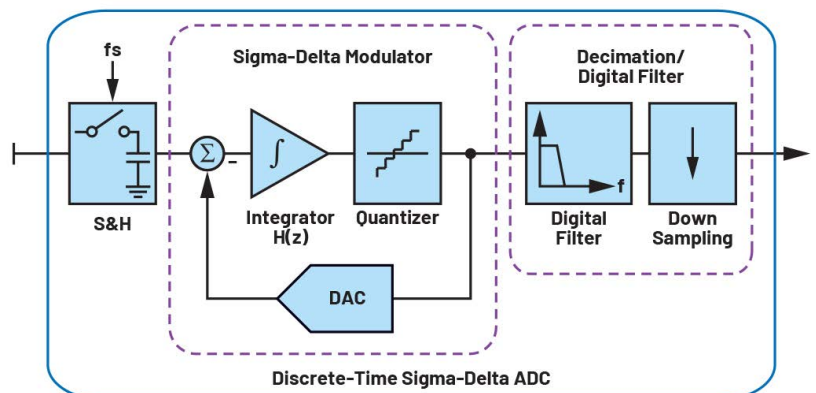 fs
Sigma-Delta Modulator
Decimation/
Digital Filter
Σ
-
∫
f
S&H
Integrator
H(z)
Quantizer
Digital
Filter
Down
Sampling
DAC
Discrete-Time Sigma-Delta ADC